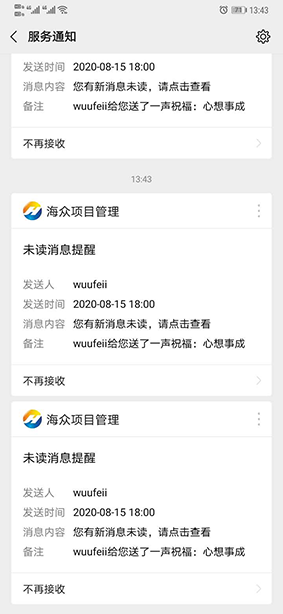 13:43
服务通知
发送时间 2020-08-15 18:00
消息内容 您有新消息未读，请点击查看
备注 wuufeii给您送了一声祝福：心想事成
不再接收
13:43
海众项目管理
未读消息提醒
发送人 wuufeii
发送时间 2020-08-15 18:00
消息内容 您有新消息未读，请点击查看
备注 wuufeii给您送了一声祝福：心想事成
不再接收
海众项目管理
未读消息提醒
发送人 wuufeii
发送时间 2020-08-15 18:00
消息内容 您有新消息未读，请点击查看
备注 wuufeii给您送了一声祝福：心想事成
不再接收